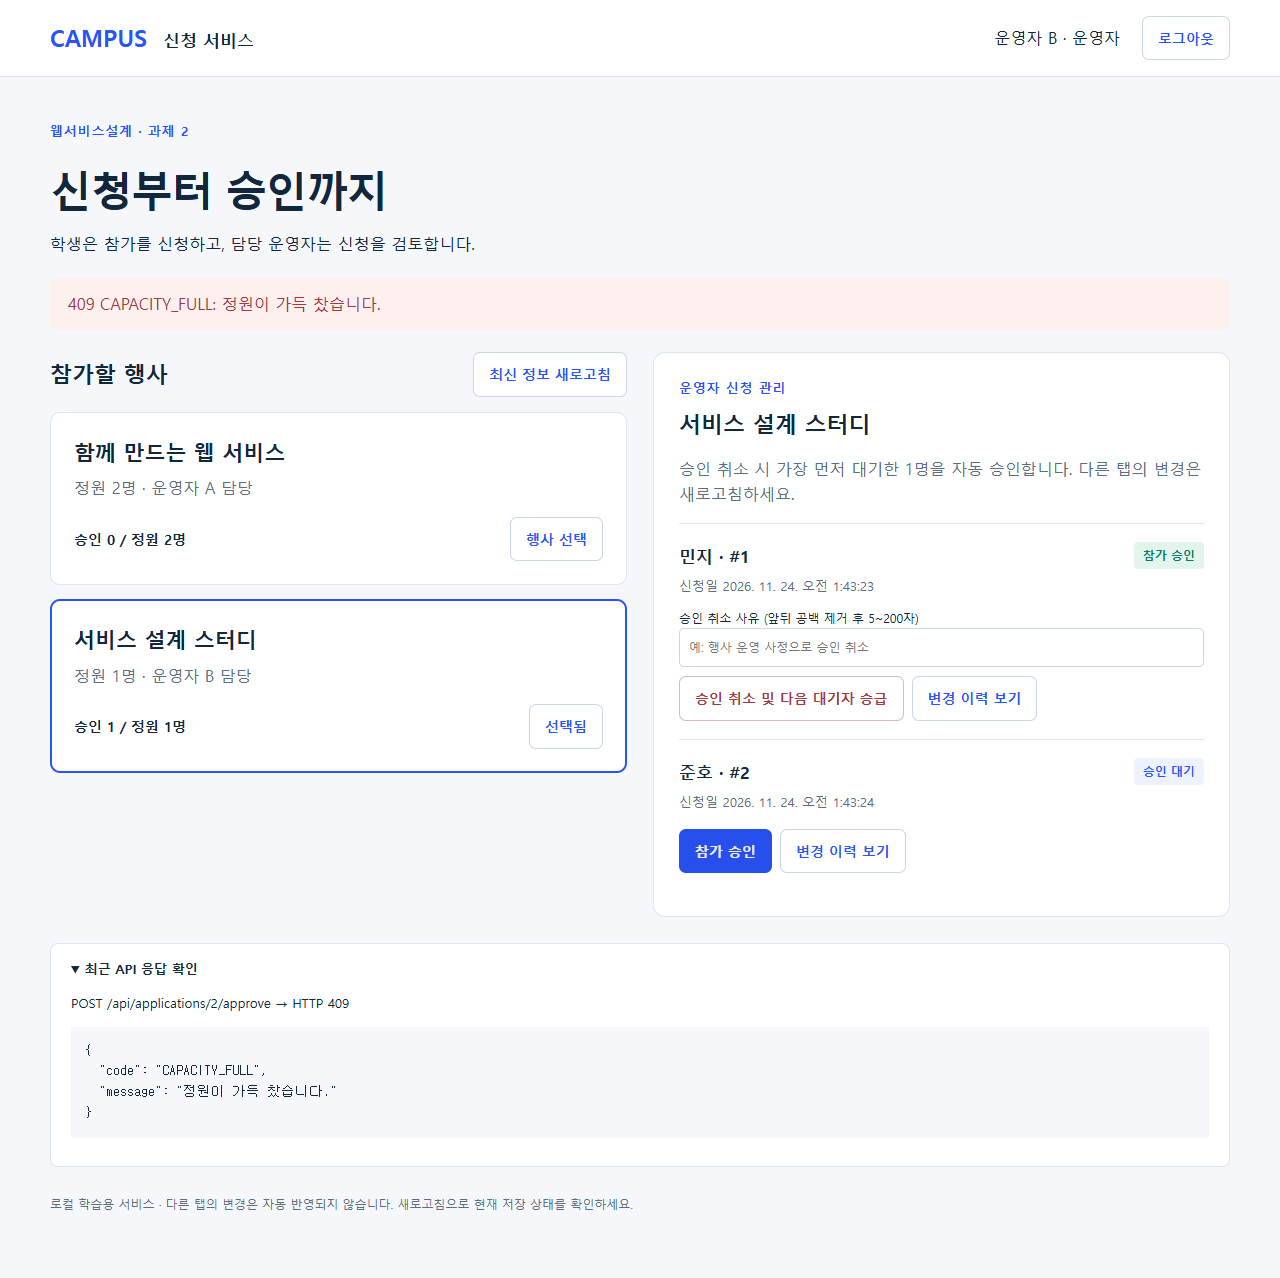 CAMPUS 신청 서비스
운영자 B · 운영자
로그아웃
웹서비스설계 · 과제 2
신청부터 승인까지
학생은 참가를 신청하고, 담당 운영자는 신청을 검토합니다.
409 CAPACITY_FULL: 정원이 가득 찼습니다.
참가할 행사
최신 정보 새로고침
함께 만드는 웹 서비스
정원 2명 · 운영자 A 담당
승인 0 / 정원 2명
행사 선택
서비스 설계 스터디
정원 1명 · 운영자 B 담당
승인 1 / 정원 1명
선택됨
운영자 신청 관리
서비스 설계 스터디
승인 취소 시 가장 먼저 대기한 1명을 자동 승인합니다. 다른 탭의 변경은
새로고침하세요.
민지 · #1
참가 승인
신청일 2026. 11. 24. 오전 1:43:23
승인 취소 사유 (앞뒤 공백 제거 후 5~200자)
예: 행사 운영 사정으로 승인 취소
승인 취소 및 다음 대기자 승급
변경 이력 보기
준호 · #2
승인 대기
신청일 2026. 11. 24. 오전 1:43:24
참가 승인
변경 이력 보기
▼ 최근 API 응답 확인
POST /api/applications/2/approve → HTTP 409
{
"code": "CAPACITY_FULL",
"message": "정원이 가득 찼습니다."
}
로컬 학습용 서비스 · 다른 탭의 변경은 자동 반영되지 않습니다. 새로고침으로 현재 저장 상태를 확인하세요.